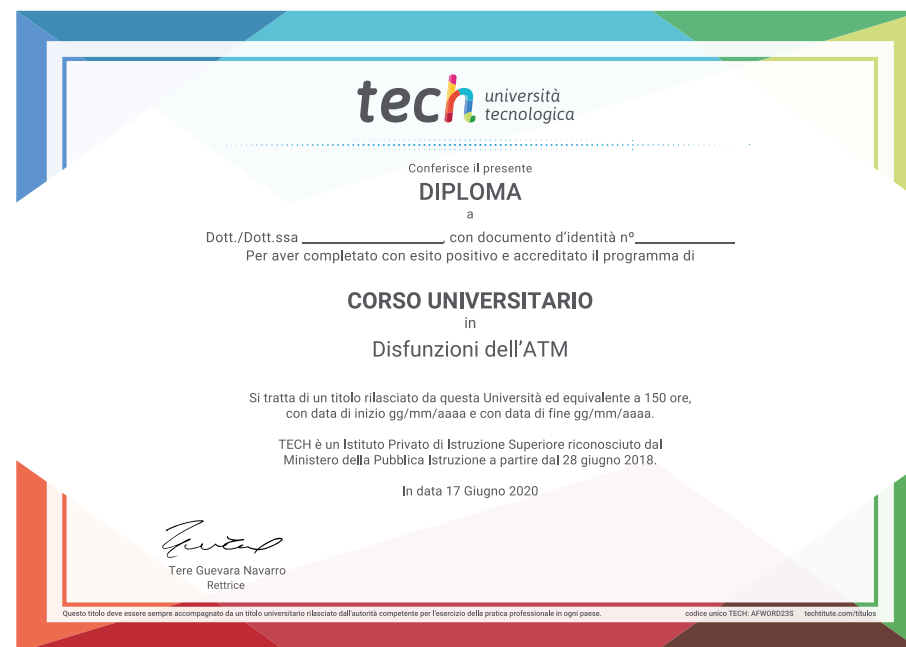 tech università
tecnologica
Conferisce il presente
DIPLOMA
a
Dott./Dott.ssa ____________________, con documento d'identità nº______________
Per aver completato con esito positivo e accreditato il programma di
CORSO UNIVERSITARIO
in
Disfunzioni dell'ATM
Si tratta di un titolo rilasciato da questa Università ed equivalente a 150 ore,
con data di inizio gg/mm/aaaa e con data di fine gg/mm/aaaa.
TECH è un Istituto Privato di Istruzione Superiore riconosciuto dal
Ministero della Pubblica Istruzione a partire dal 28 giugno 2018.
In data 17 Giugno 2020
Tere Guevara Navarro
Rettrice
Questo titolo deve essere sempre accompagnato da un titolo universitario rilasciato dall'autorità competente per l'esercizio della pratica professionale in ogni paese. codice unico TECH: AFWORD23S techtitute.com/títulos